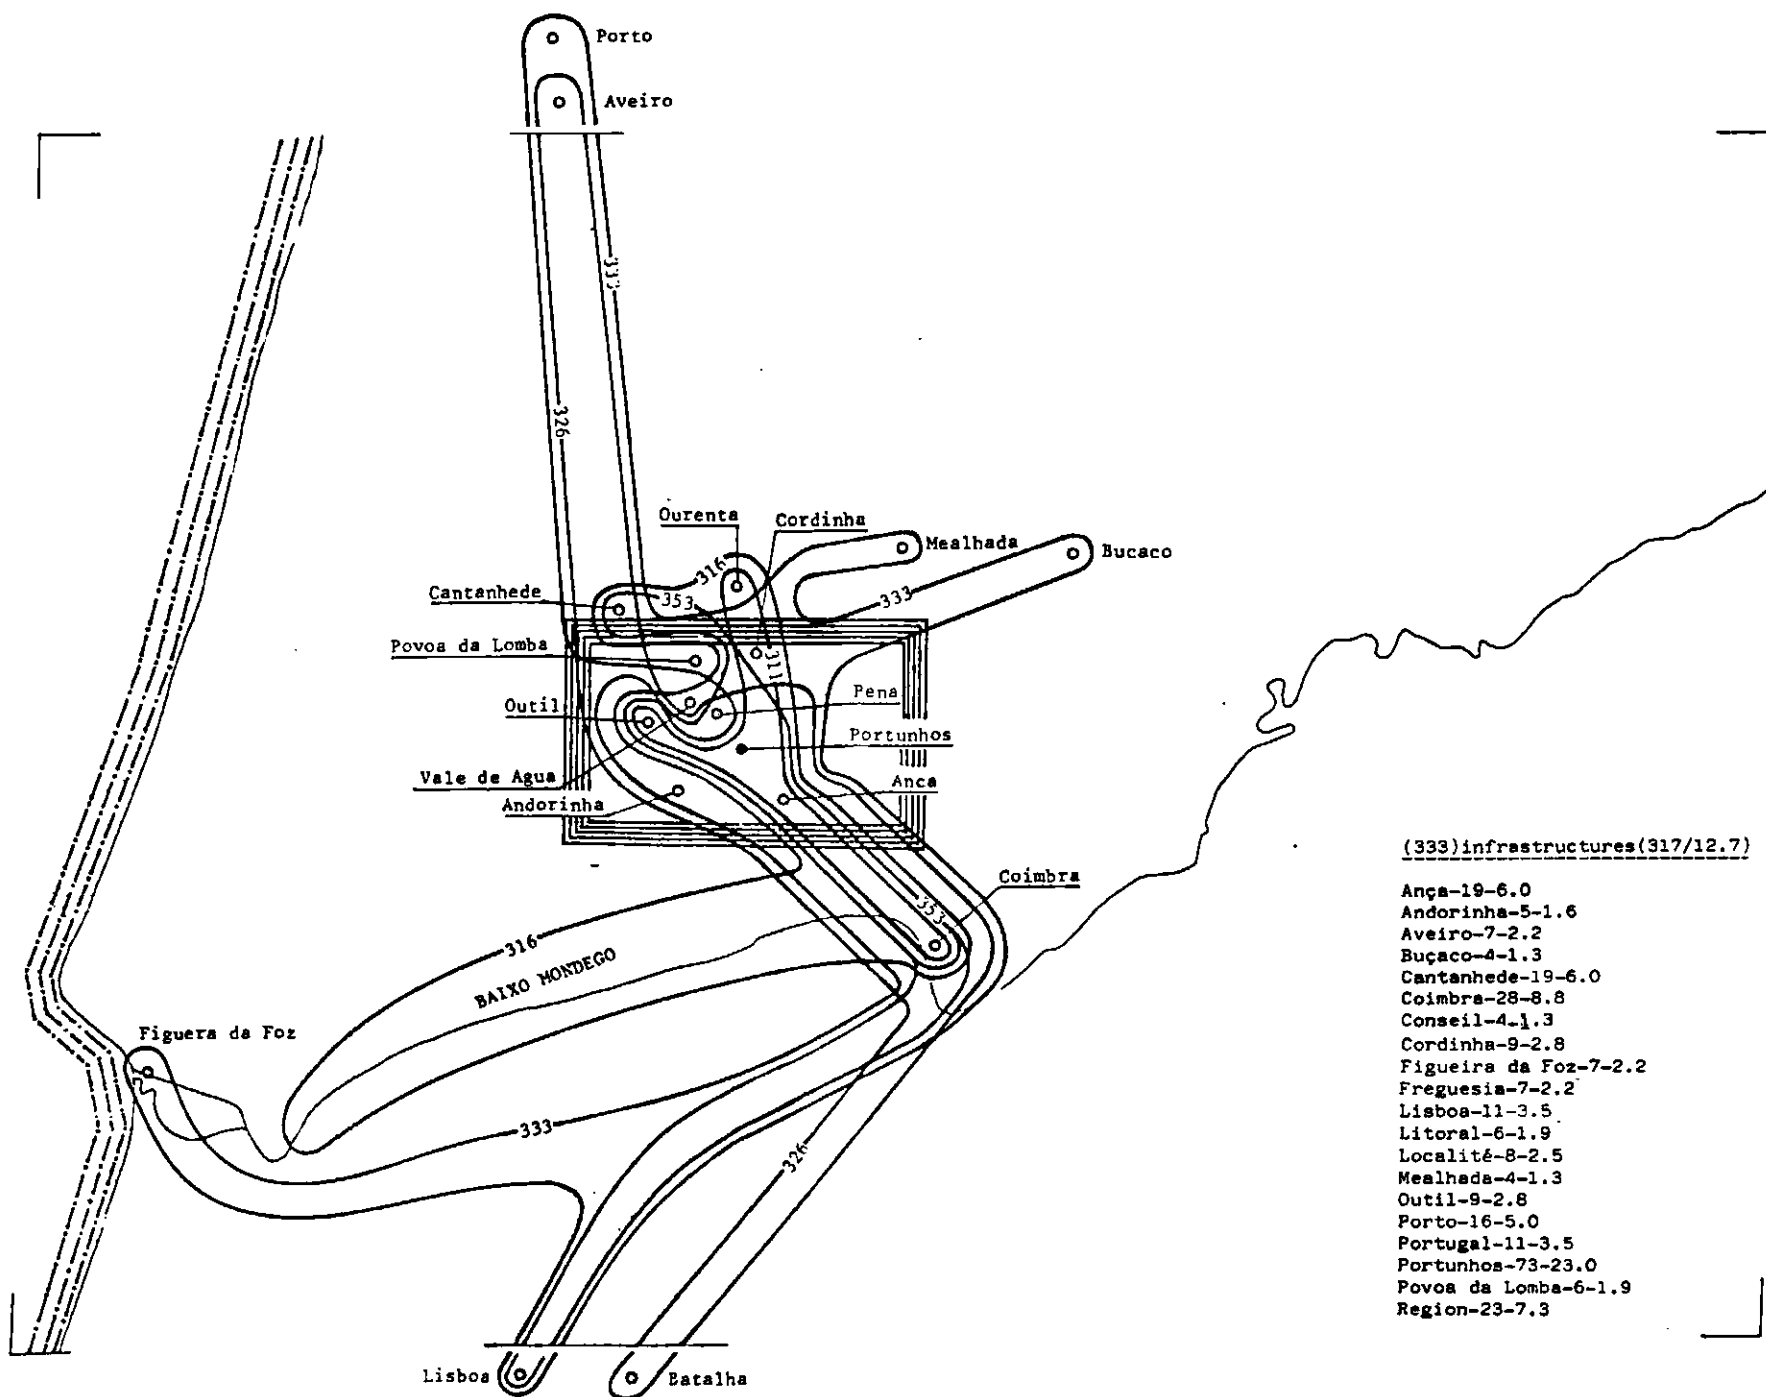 Porto
Aveiro
333
326
Ourenta
Cordinha
Mealhada
Bucaco
316
353
333
Cantanhede
Povoa da Lomba
311
Pena
Outil
Portunhos
Vale de Agua
Anca
Andorinha
Coimbra
353
316
BAIXO MONDEGO
Figuera da Foz
333
326
Lisboa
Batalha
(333)infrastructures(317/12.7)
Ança-19-6.0
Andorinha-5-1.6
Aveiro-7-2.2
Buçaco-4-1.3
Cantanhede-19-6.0
Coimbra-28-8.8
Conseil-4-1.3
Cordinha-9-2.8
Figueira da Foz-7-2.2
Freguesia-7-2.2
Lisboa-11-3.5
Litoral-6-1.9
Localité-8-2.5
Mealhada-4-1.3
Outil-9-2.8
Porto-16-5.0
Portugal-11-3.5
Portunhos-73-23.0
Povoa da Lomba-6-1.9
Region-23-7.3